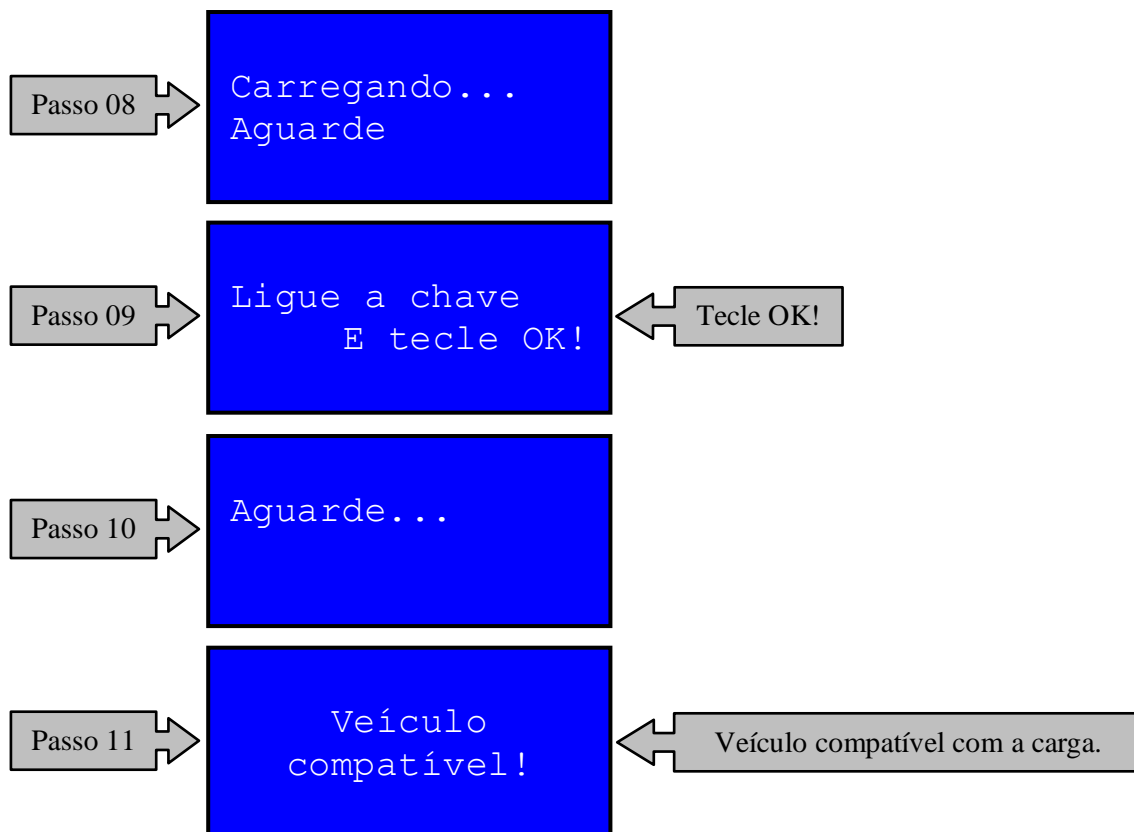 Passo 08
Carregando...
Aguarde
Passo 09
Ligue a chave
E tecle OK!
Tecle OK!
Passo 10
Aguarde...
Passo 11
Veículo
compatível!
Veículo compatível com a carga.